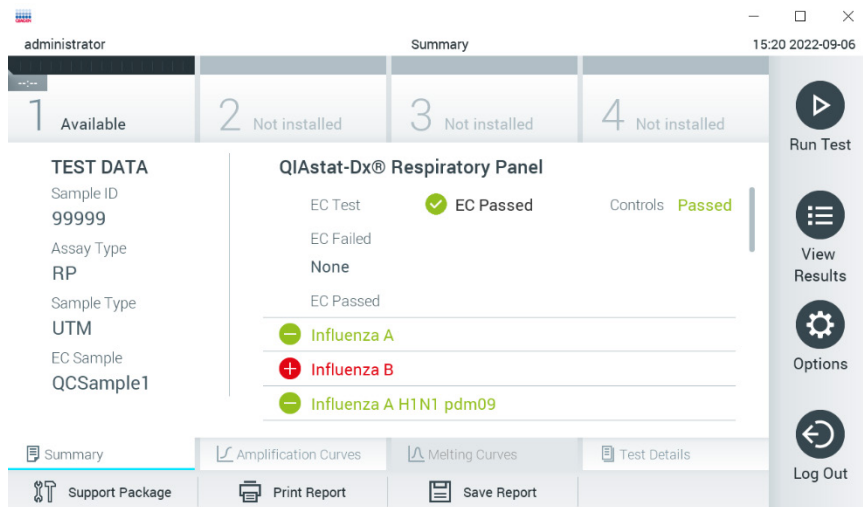 QIAGEN
administrator Summary 15:20 2022-09-06
--:--
1 Available 2 Not installed 3 Not installed 4 Not installed
Run Test
TEST DATA
Sample ID
99999
Assay Type
RP
Sample Type
UTM
EC Sample
QCSample1
QIAstat-Dx® Respiratory Panel
EC Test EC Passed Controls Passed
EC Failed
None
EC Passed
Influenza A
Influenza B
Influenza A H1N1 pdm09
View
Results
Options
Log Out
Summary Amplification Curves Melting Curves Test Details
Support Package Print Report Save Report